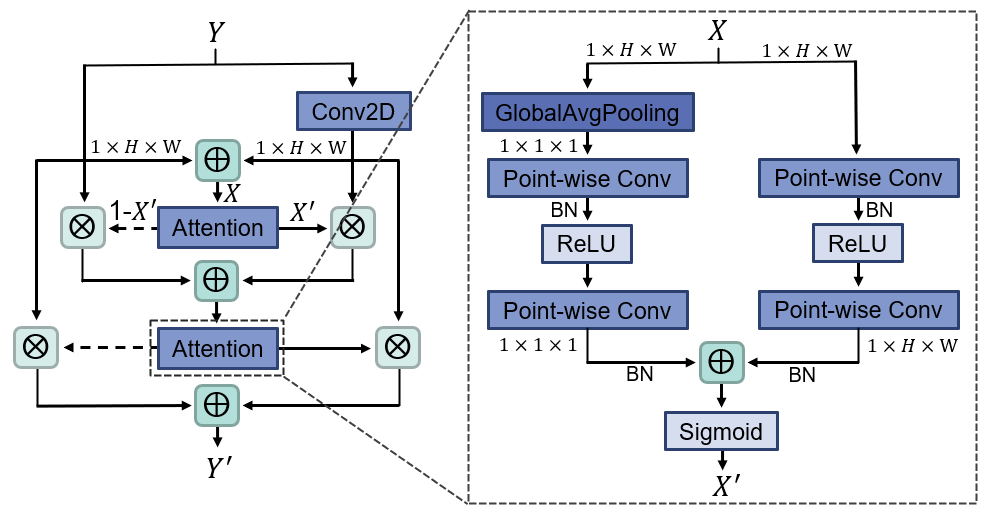 Y
Conv2D
1 × H × W
1 × H × W
X
1-X′
Attention
X′
Attention
Y′
X
1 × H × W
1 × H × W
GlobalAvgPooling
1 × 1 × 1
Point-wise Conv
Point-wise Conv
BN
BN
ReLU
ReLU
Point-wise Conv
Point-wise Conv
1 × 1 × 1
1 × H × W
BN
BN
Sigmoid
X′